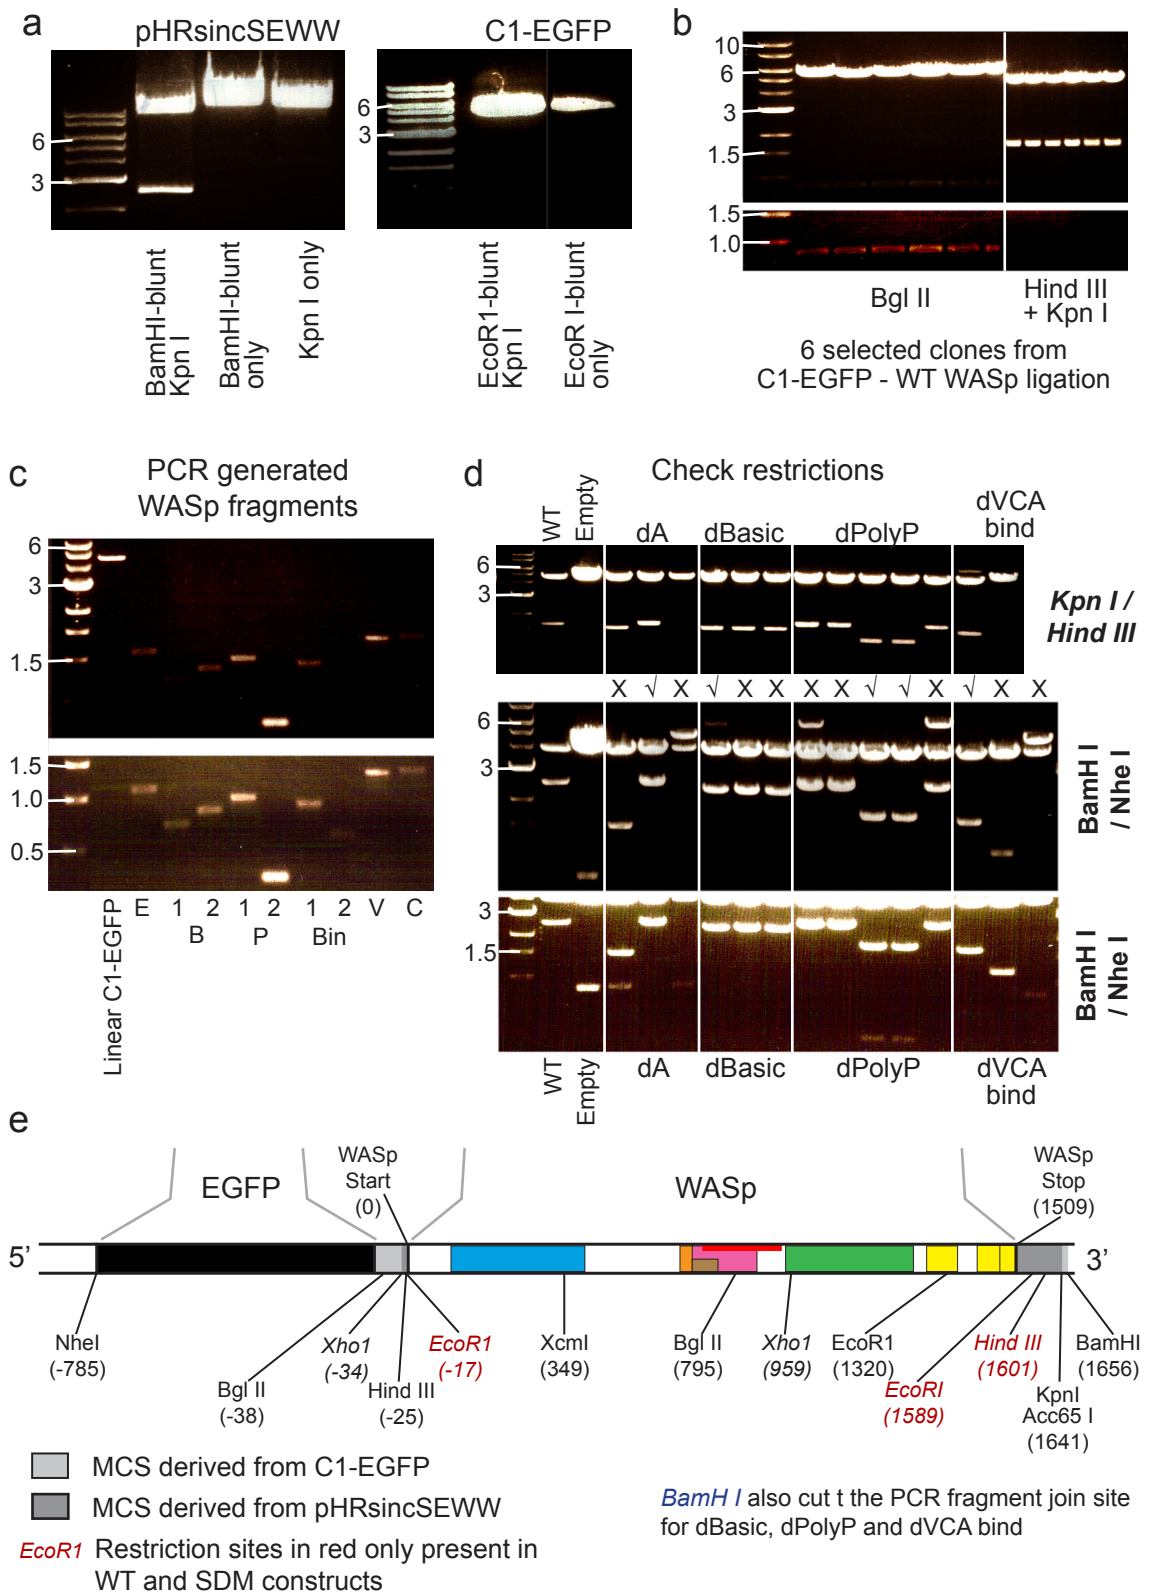 a
pHRsincSEWW
C1-EGFP
6
3
6
3
BamHI-blunt
Kpn I
BamHI-blunt
only
Kpn I only
EcoR1-blunt
Kpn I
EcoR I-blunt
only
b
10
6
3
1.5
1.5
1.0
Bgl II
Hind III
+ Kpn I
6 selected clones from
C1-EGFP - WT WASp ligation
c
PCR generated
WASp fragments
6
3
1.5
1.5
1.0
0.5
Linear C1-EGFP
E 1 2 1 2 1 2 V C
B P Bin
d
Check restrictions
WT
Empty
dA dBasic dPolyP
dVCA
bind
6
3
Kpn I /
Hind III
X √ X √ X X X X √ √ X √ X X
6
3
BamH I
/ Nhe I
3
1.5
BamH I
/ Nhe I
WT
Empty
dA dBasic dPolyP
dVCA
bind
e
EGFP
WASp
Start
(0)
WASp
WASp
Stop
(1509)
5’
3’
NheI
(-785)
Bgl II
(-38)
Xho1
(-34)
Hind III
(-25)
EcoR1
(-17)
XcmI
(349)
Bgl II
(795)
Xho1
(959)
EcoR1
(1320)
EcoRI
(1589)
Hind III
(1601)
KpnI
Acc65 I
(1641)
BamHI
(1656)
MCS derived from C1-EGFP
MCS derived from pHRsincSEWW
EcoR1 Restriction sites in red only present in
WT and SDM constructs
BamH I also cut t the PCR fragment join site
for dBasic, dPolyP and dVCA bind